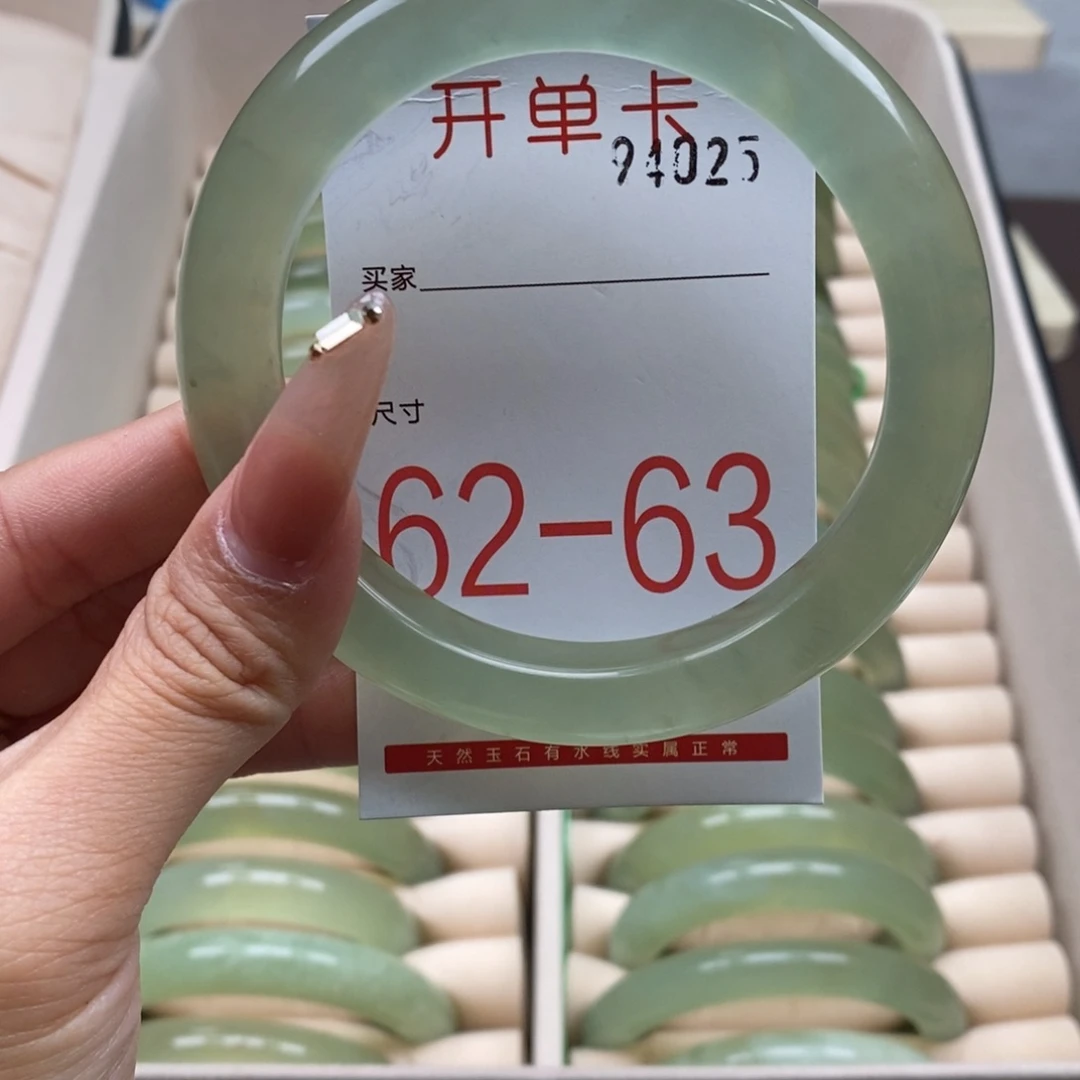 开单卡
94025
买家
尺寸
62-63
天然玉石有水线实属正常